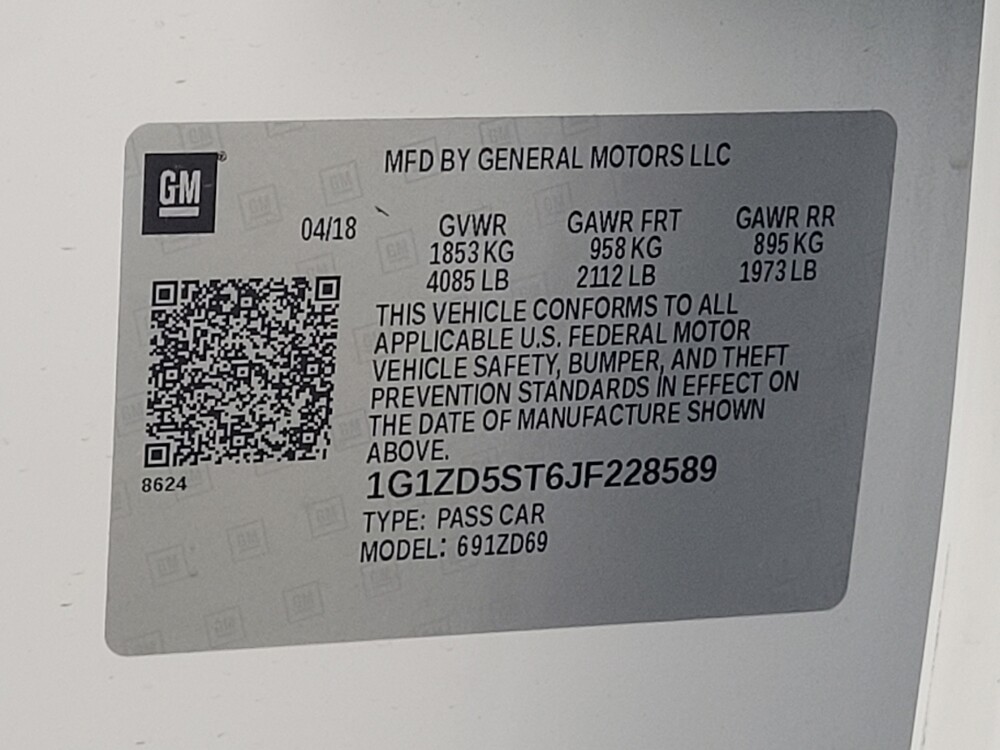 GM
MFD BY GENERAL MOTORS LLC
04/18
GVWR GAWR FRT GAWR RR
1853 KG 958 KG 895 KG
4085 LB 2112 LB 1973 LB
THIS VEHICLE CONFORMS TO ALL
APPLICABLE U.S. FEDERAL MOTOR
VEHICLE SAFETY, BUMPER, AND THEFT
PREVENTION STANDARDS IN EFFECT ON
THE DATE OF MANUFACTURE SHOWN
ABOVE.
8624
1G1ZD5ST6JF228589
TYPE: PASS CAR
MODEL: 691ZD69